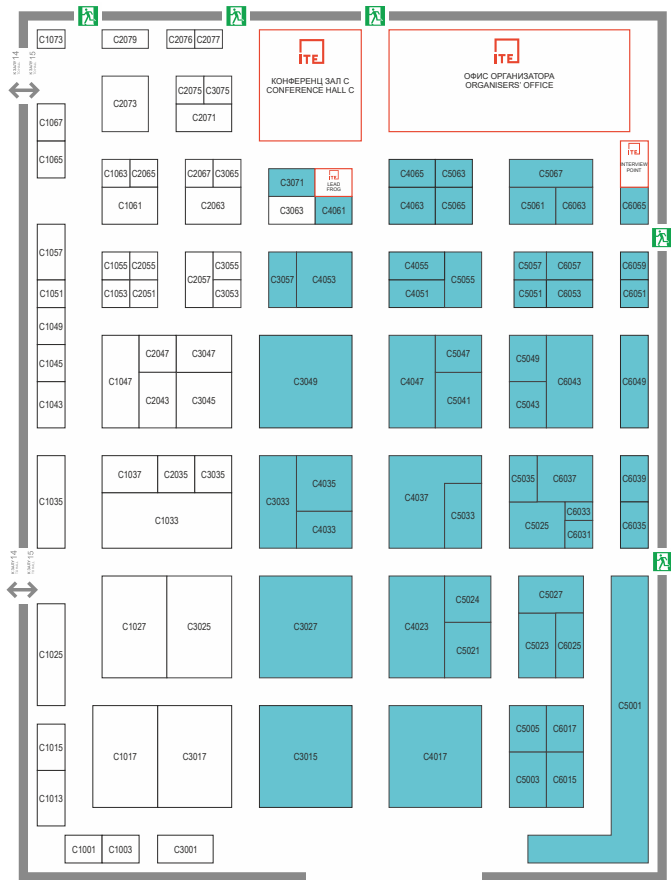 C1073
C2079
C2076
C2077
ITE
КОНФЕРЕНЦ ЗАЛ C
CONFERENCE HALL C
ITE
ОФИС ОРГАНИЗАТОРА
ORGANISERS' OFFICE
14
15
C2073
C2075
C3075
C2071
C1067
C1065
ITE
INTERVIEW
POINT
C1063
C2065
C2067
C3065
C3071
ITE
LEAD
FROG
C4065
C5063
C5067
C1061
C2063
C3063
C4061
C4063
C5065
C5061
C6063
C6065
C1057
C1055
C2055
C2057
C3055
C3057
C4053
C4055
C5055
C5057
C6057
C6059
C1051
C1053
C2051
C3053
C4051
C5051
C6053
C6051
C1049
C1045
C1043
C1047
C2047
C3047
C2043
C3045
C3049
C4047
C5047
C5041
C5049
C5043
C6043
C6049
C1035
C1037
C2035
C3035
C1033
C3033
C4035
C4033
C4037
C5033
C5035
C6037
C5025
C6033
C6031
C6039
C6035
14
15
C1025
C1027
C3025
C3027
C4023
C5024
C5021
C5027
C5023
C6025
C5001
C1015
C1013
C1017
C3017
C3015
C4017
C5005
C6017
C5003
C6015
C1001
C1003
C3001